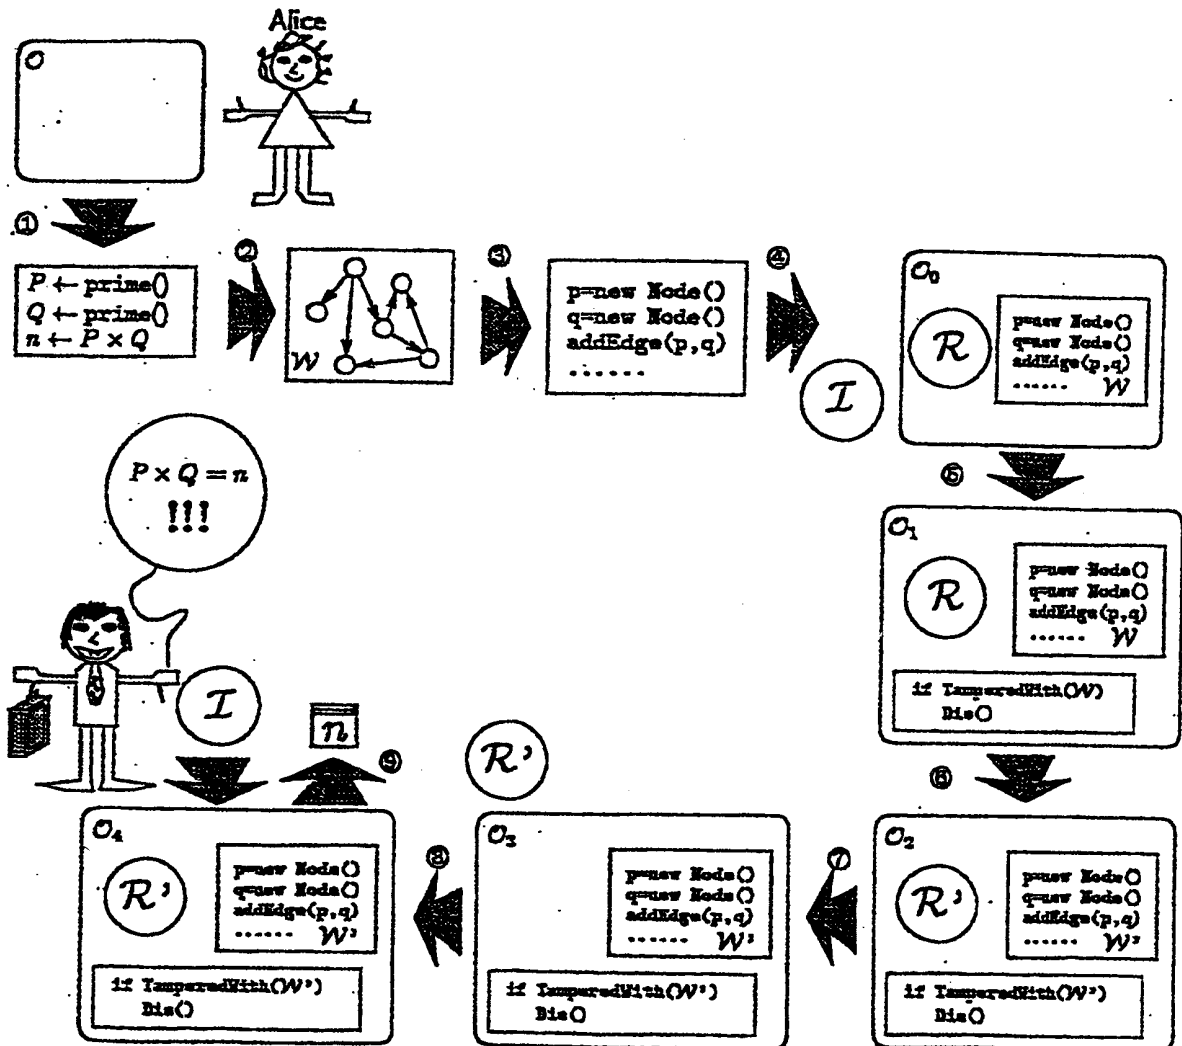 Alice
O
①
P ← prime()
Q ← prime()
n ← P × Q
②
W
③
p=new Node()
q=new Node()
addEdge(p,q)
......
④
I
O₀
R
p=new Node()
q=new Node()
addEdge(p,q)
...... W
⑤
O₁
R
p=new Node()
q=new Node()
addEdge(p,q)
...... W
if TamperedWith(W)
Die()
⑥
O₂
R'
p=new Node()
q=new Node()
addEdge(p,q)
...... W'
if TamperedWith(W')
Die()
⑦
R'
O₃
p=new Node()
q=new Node()
addEdge(p,q)
...... W'
if TamperedWith(W')
Die()
⑧
O₄
R'
p=new Node()
q=new Node()
addEdge(p,q)
...... W'
if TamperedWith(W')
Die()
⑨
n
I
P × Q = n
!!!